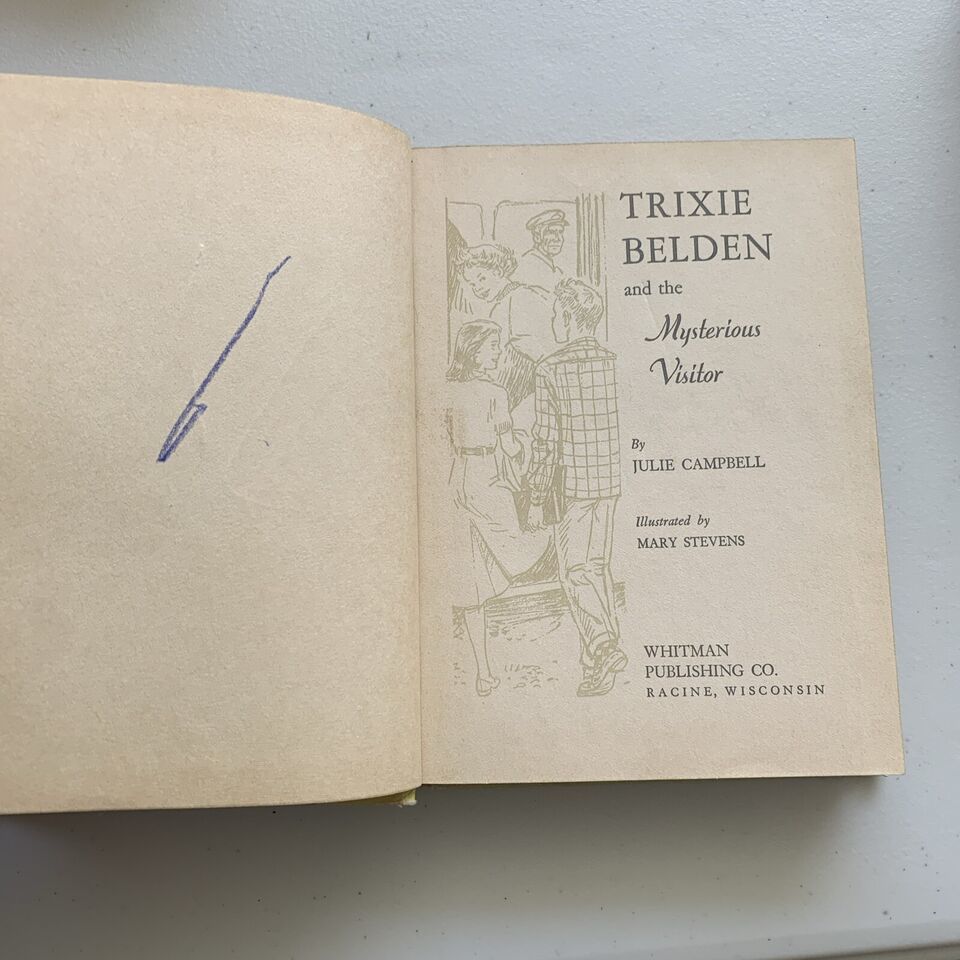 TRIXIE
BELDEN
and the
Mysterious
Visitor
By
JULIE CAMPBELL
Illustrated by
MARY STEVENS
WHITMAN
PUBLISHING CO.
RACINE, WISCONSIN